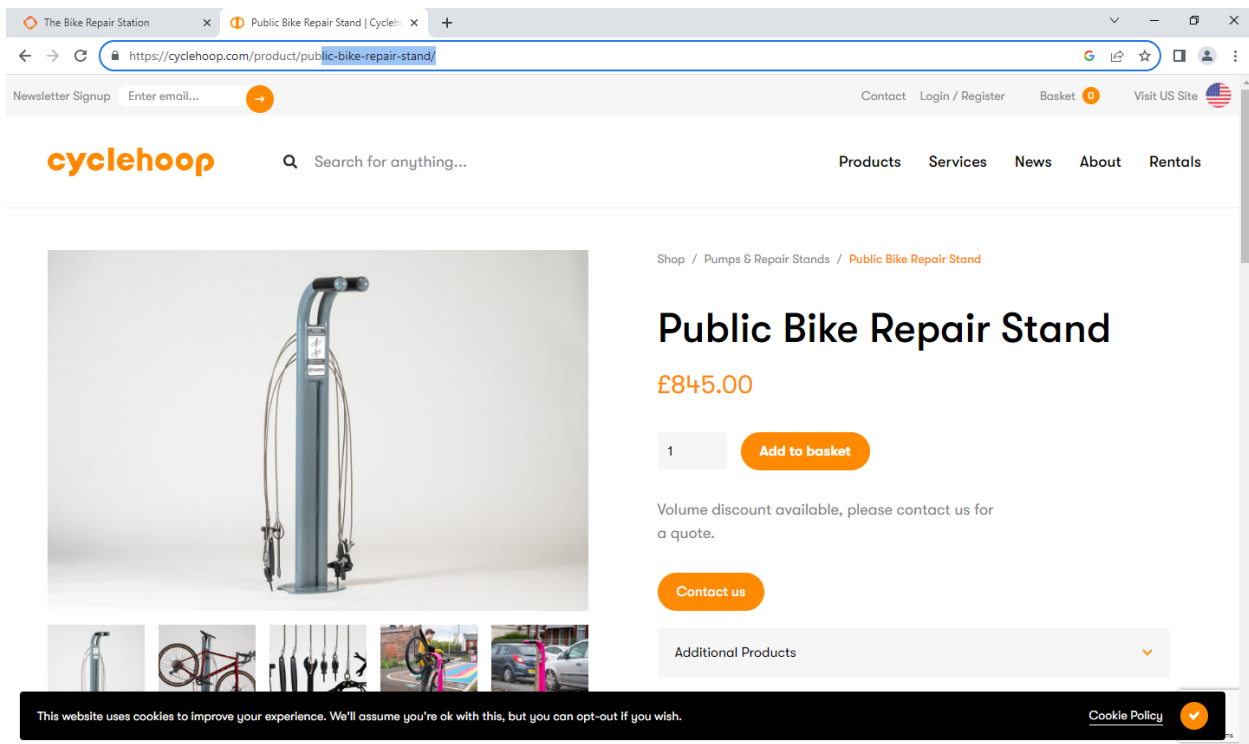 The Bike Repair Station
Public Bike Repair Stand | Cycleho
https://cyclehoop.com/product/public-bike-repair-stand/
Newsletter Signup Enter email...
Contact Login / Register Basket 0 Visit US Site
cyclehoop Search for anything... Products Services News About Rentals
Shop / Pumps & Repair Stands / Public Bike Repair Stand
Public Bike Repair Stand
£845.00
1 Add to basket
Volume discount available, please contact us for
a quote.
Contact us
Additional Products
This website uses cookies to improve your experience. We'll assume you're ok with this, but you can opt-out if you wish. Cookie Policy